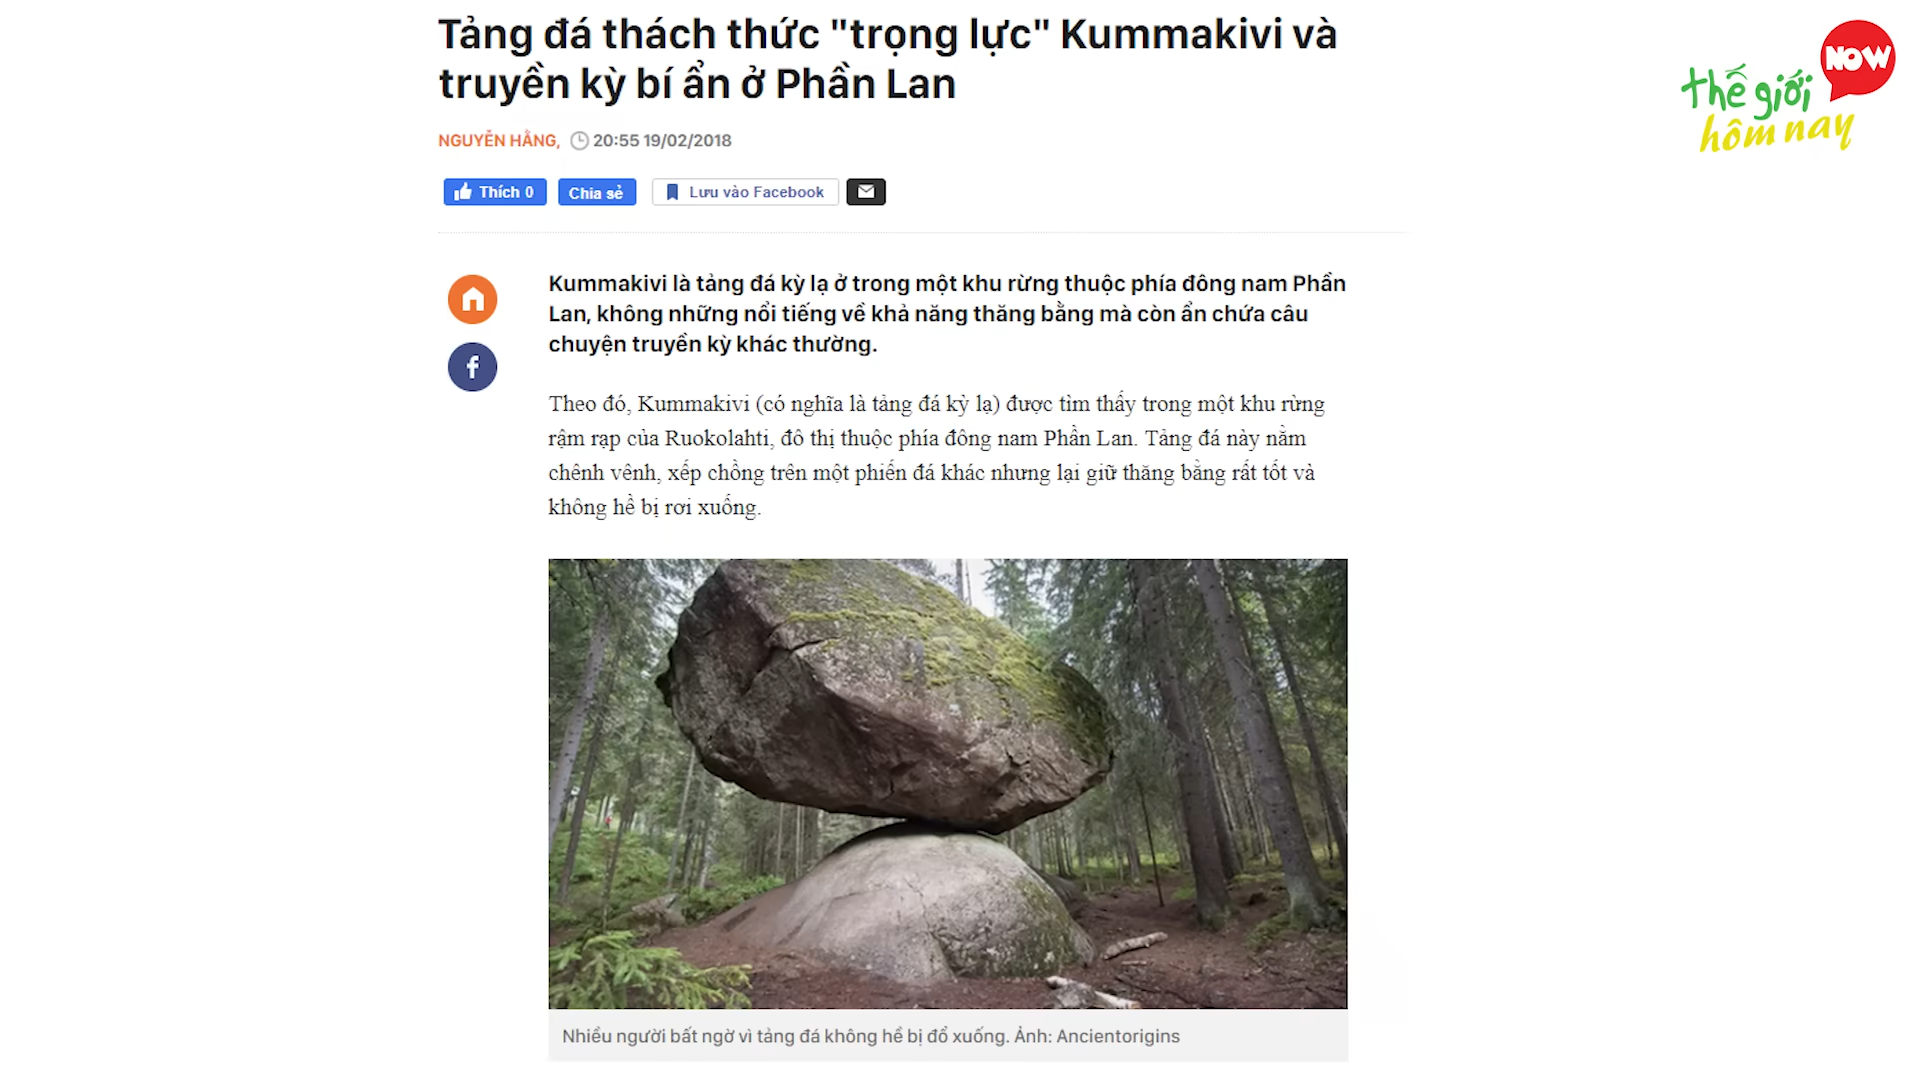 Tảng đá thách thức "trọng lực" Kummakivi và
truyền kỳ bí ẩn ở Phần Lan
NOW
thế giới
hôm nay
NGUYỄN HẰNG, 20:55 19/02/2018
Thích 0 Chia sẻ Lưu vào Facebook
Kummakivi là tảng đá kỳ lạ ở trong một khu rừng thuộc phía đông nam Phần
Lan, không những nổi tiếng về khả năng thăng bằng mà còn ẩn chứa câu
chuyện truyền kỳ khác thường.
f
Theo đó, Kummakivi (có nghĩa là tảng đá kỳ lạ) được tìm thấy trong một khu rừng
rậm rạp của Ruokolahti, đô thị thuộc phía đông nam Phần Lan. Tảng đá này nằm
chênh vênh, xếp chồng trên một phiến đá khác nhưng lại giữ thăng bằng rất tốt và
không hề bị rơi xuống.
Nhiều người bất ngờ vì tảng đá không hề bị đổ xuống. Ảnh: Ancientorigins